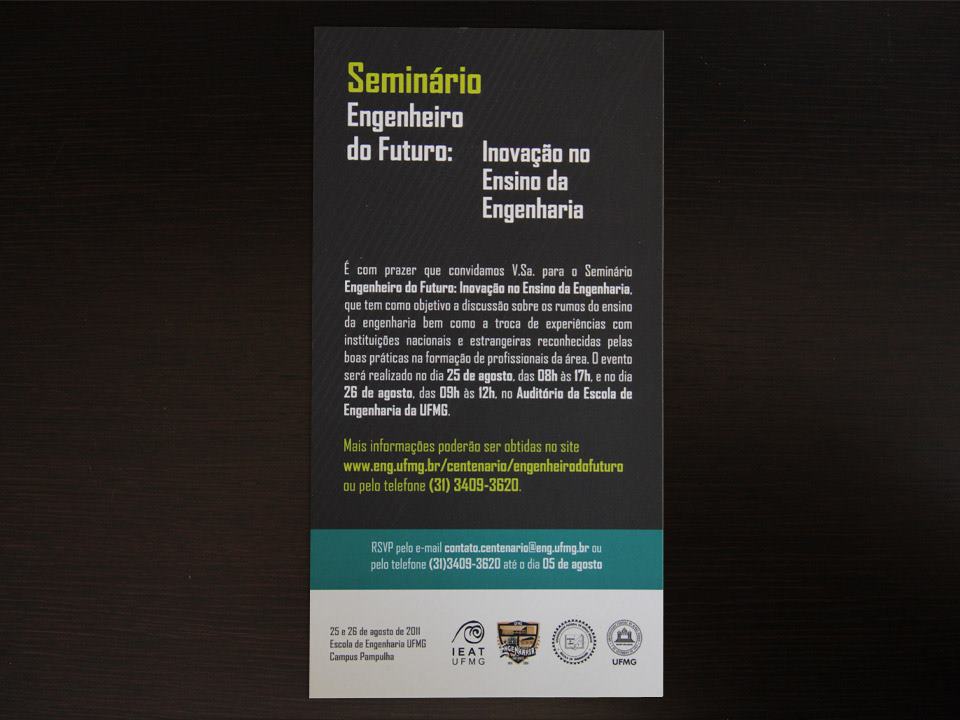 Seminário
Engenheiro
do Futuro:
Inovação no
Ensino da
Engenharia
É com prazer que convidamos V.Sa. para o Seminário
Engenheiro do Futuro: Inovação no Ensino da Engenharia,
que tem como objetivo a discussão sobre os rumos do ensino
da engenharia bem como a troca de experiências com
instituições nacionais e estrangeiras reconhecidas pelas
boas práticas na formação de profissionais da área. O evento
será realizado no dia 25 de agosto, das 08h às 17h, e no dia
26 de agosto, das 09h às 12h, no Auditório da Escola de
Engenharia da UFMG.
Mais informações poderão ser obtidas no site
www.eng.ufmg.br/centenario/engenheirodofuturo
ou pelo telefone (31) 3409-3620.
RSVP pelo e-mail contato.centenario@eng.ufmg.br ou
pelo telefone (31)3409-3620 até o dia 05 de agosto
25 e 26 de agosto de 2011
Escola de Engenharia UFMG
Campus Pampulha
IEAT
UFMG
ENGENHARIA
UFMG